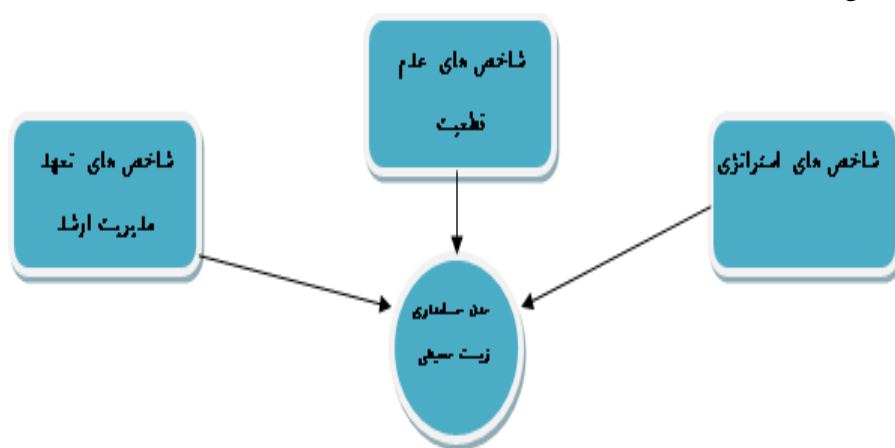 شاخص های عدم
قطعیت
شاخص های استراتژی
شاخص های تعهد
مدیریت ارشد
مدل حسابداری
زیست محیطی